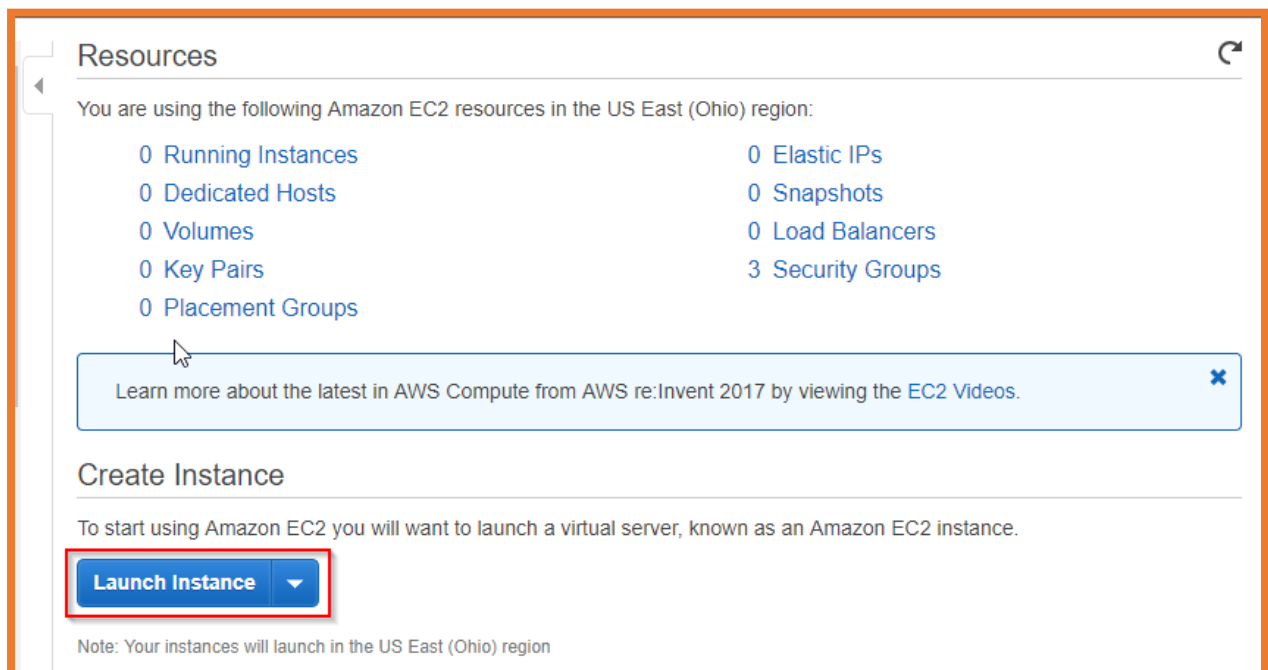 Resources
You are using the following Amazon EC2 resources in the US East (Ohio) region:
0 Running Instances
0 Elastic IPs
0 Dedicated Hosts
0 Snapshots
0 Volumes
0 Load Balancers
0 Key Pairs
3 Security Groups
0 Placement Groups
Learn more about the latest in AWS Compute from AWS re:Invent 2017 by viewing the EC2 Videos.
Create Instance
To start using Amazon EC2 you will want to launch a virtual server, known as an Amazon EC2 instance.
Launch Instance
Note: Your instances will launch in the US East (Ohio) region